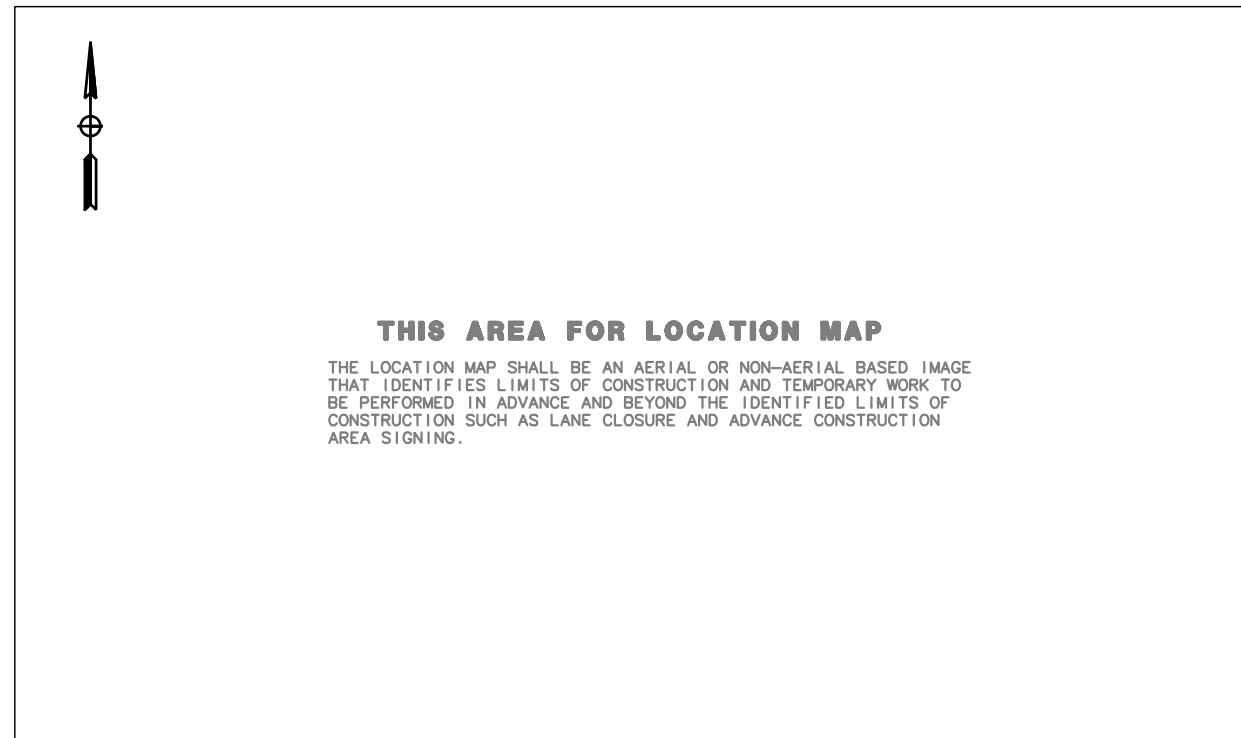 THIS AREA FOR LOCATION MAP
THE LOCATION MAP SHALL BE AN AERIAL OR NON-AERIAL BASED IMAGE
THAT IDENTIFIES LIMITS OF CONSTRUCTION AND TEMPORARY WORK TO
BE PERFORMED IN ADVANCE AND BEYOND THE IDENTIFIED LIMITS OF
CONSTRUCTION SUCH AS LANE CLOSURE AND ADVANCE CONSTRUCTION
AREA SIGNING.